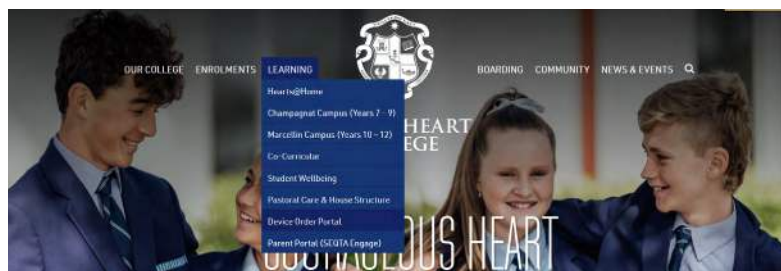 OUR COLLEGE ENROLMENTS LEARNING BOARDING COMMUNITY NEWS & EVENTS
Hearts@Home
Champagnat Campus (Years 7 - 9)
Marcellin Campus (Years 10 - 12)
HEART
EGE
Co-Curricular
Student Wellbeing
Pastoral Care & House Structure
Device Order Portal
Parent Portal (SEQTA Engage)
HEART